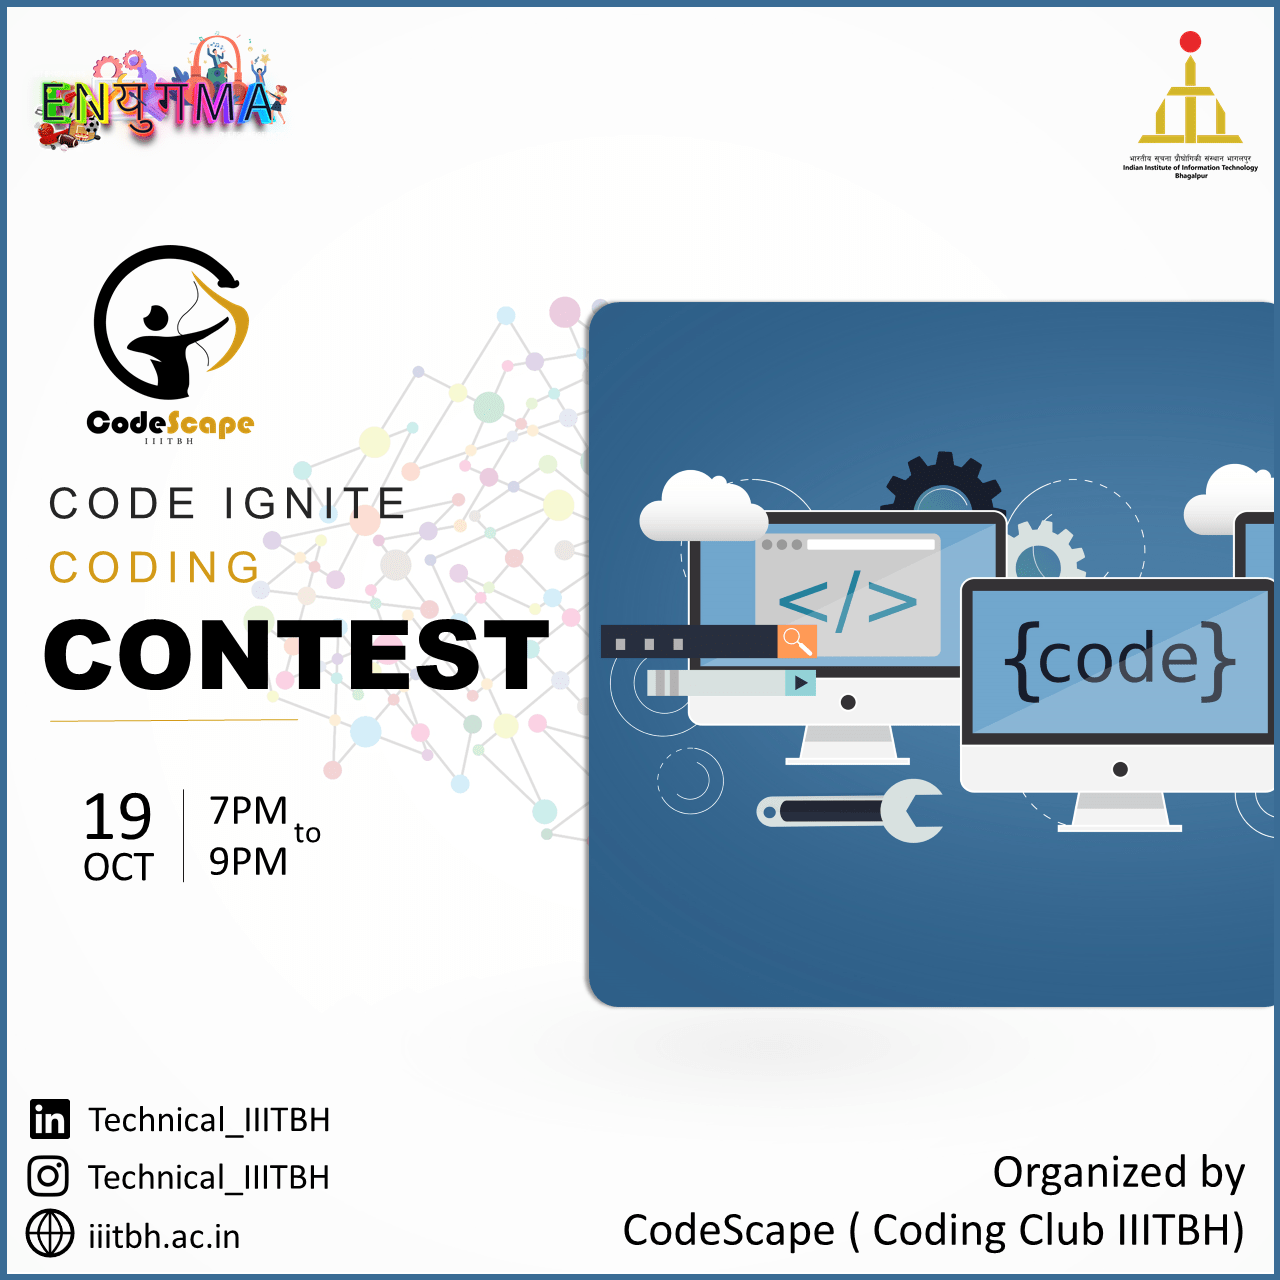 ENयुगMA
भारतीय सूचना प्रौद्योगिकी संस्थान भागलपुर
Indian Institute of Information Technology
Bhagalpur
CodeScape
IIITBH
CODE IGNITE
CODING
CONTEST
</>
{code}
19
OCT
7PM
to
9PM
Technical_IIITBH
Technical_IIITBH
iiitbh.ac.in
Organized by
CodeScape ( Coding Club IIITBH)